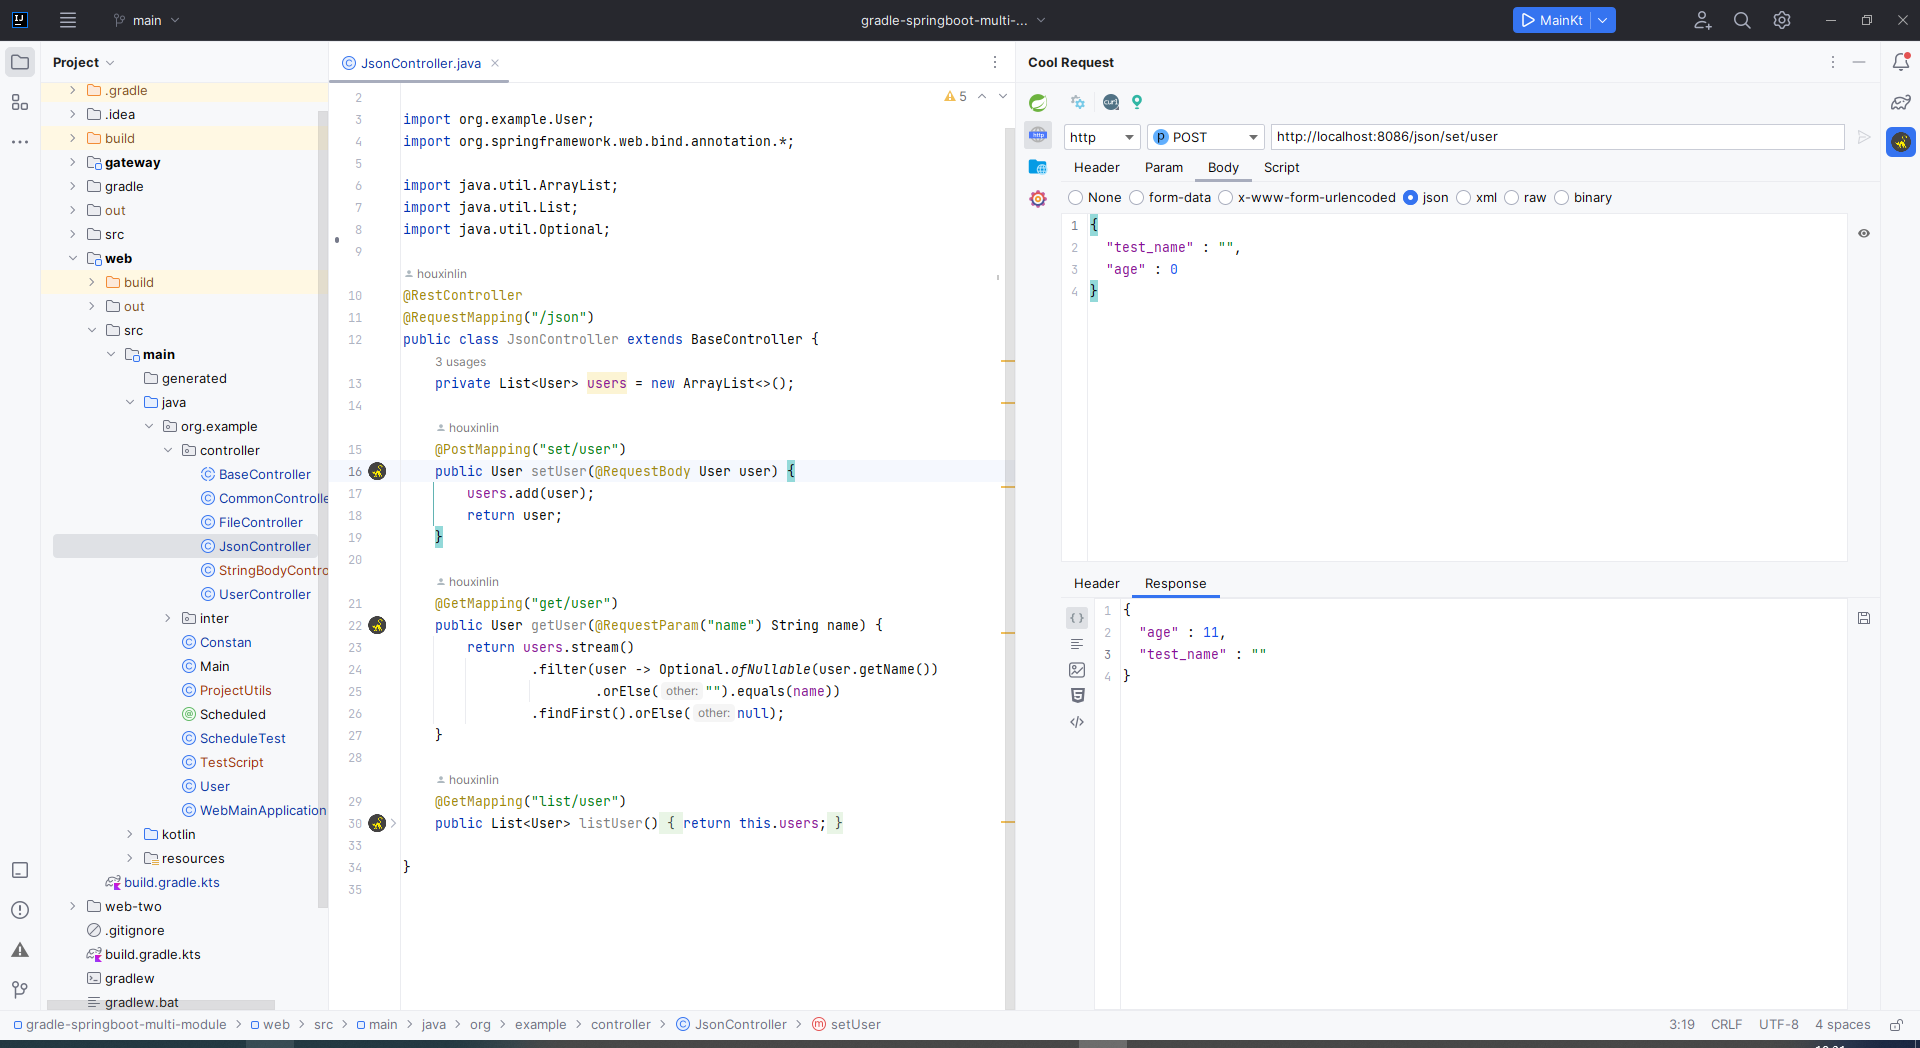 main
gradle-springboot-multi-...
MainKt
Project
.gradle
.idea
build
gateway
gradle
out
src
web
build
out
src
main
generated
java
org.example
controller
BaseController
CommonControlle
FileController
JsonController
StringBodyContro
UserController
inter
Constan
Main
ProjectUtils
Scheduled
ScheduleTest
TestScript
User
WebMainApplication
kotlin
resources
build.gradle.kts
web-two
.gitignore
build.gradle.kts
gradlew
gradlew.bat
JsonController.java
5
2
3 import org.example.User;
4 import org.springframework.web.bind.annotation.*;
5
6 import java.util.ArrayList;
7 import java.util.List;
8 import java.util.Optional;
9
houxinlin
10 @RestController
11 @RequestMapping("/json")
12 public class JsonController extends BaseController {
3 usages
13 private List<User> users = new ArrayList<>();
14
houxinlin
15 @PostMapping("set/user")
16 public User setUser(@RequestBody User user) {
17 users.add(user);
18 return user;
19 }
20
houxinlin
21 @GetMapping("get/user")
22 public User getUser(@RequestParam("name") String name) {
23 return users.stream()
24 .filter(user -> Optional.ofNullable(user.getName())
25 .orElse( other: "").equals(name))
26 .findFirst().orElse( other: null);
27 }
28
houxinlin
29 @GetMapping("list/user")
30 public List<User> listUser() { return this.users; }
33
34 }
35
Cool Request
curl
http
http POST http://localhost:8086/json/set/user
Header Param Body Script
None form-data x-www-form-urlencoded json xml raw binary
1 {
2 "test_name" : "",
3 "age" : 0
4 }
Header Response
1 {
2 "age" : 11,
3 "test_name" : ""
4 }
gradle-springboot-multi-module > web > src > main > java > org > example > controller > JsonController > setUser
3:19 CRLF UTF-8 4 spaces